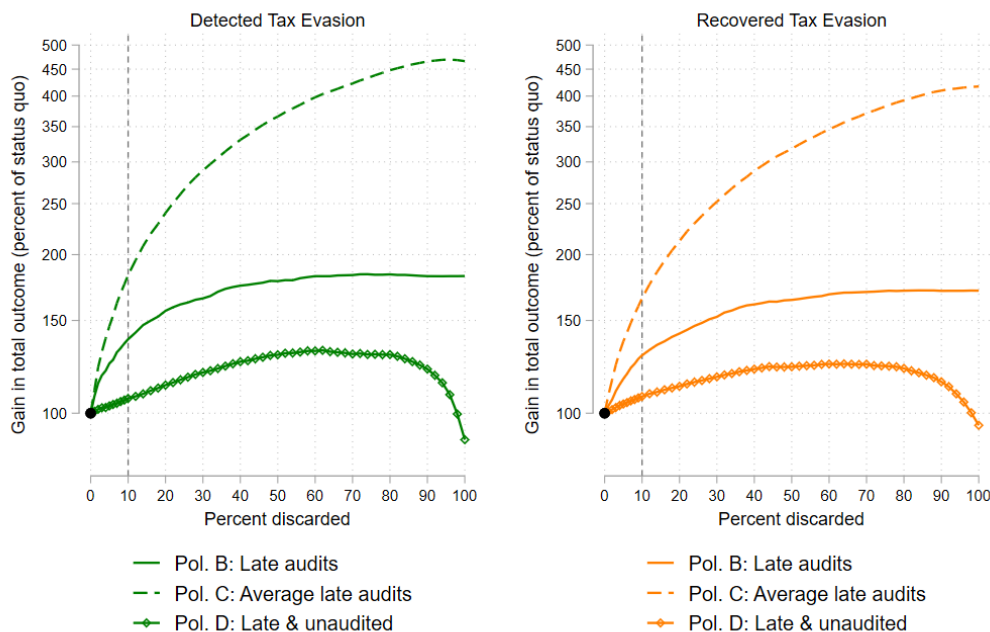 Detected Tax Evasion
Gain in total outcome (percent of status quo)
500
450
400
350
300
250
200
150
100
0 10 20 30 40 50 60 70 80 90 100
Percent discarded
Pol. B: Late audits
Pol. C: Average late audits
Pol. D: Late & unaudited
Recovered Tax Evasion
Gain in total outcome (percent of status quo)
500
450
400
350
300
250
200
150
100
0 10 20 30 40 50 60 70 80 90 100
Percent discarded
Pol. B: Late audits
Pol. C: Average late audits
Pol. D: Late & unaudited